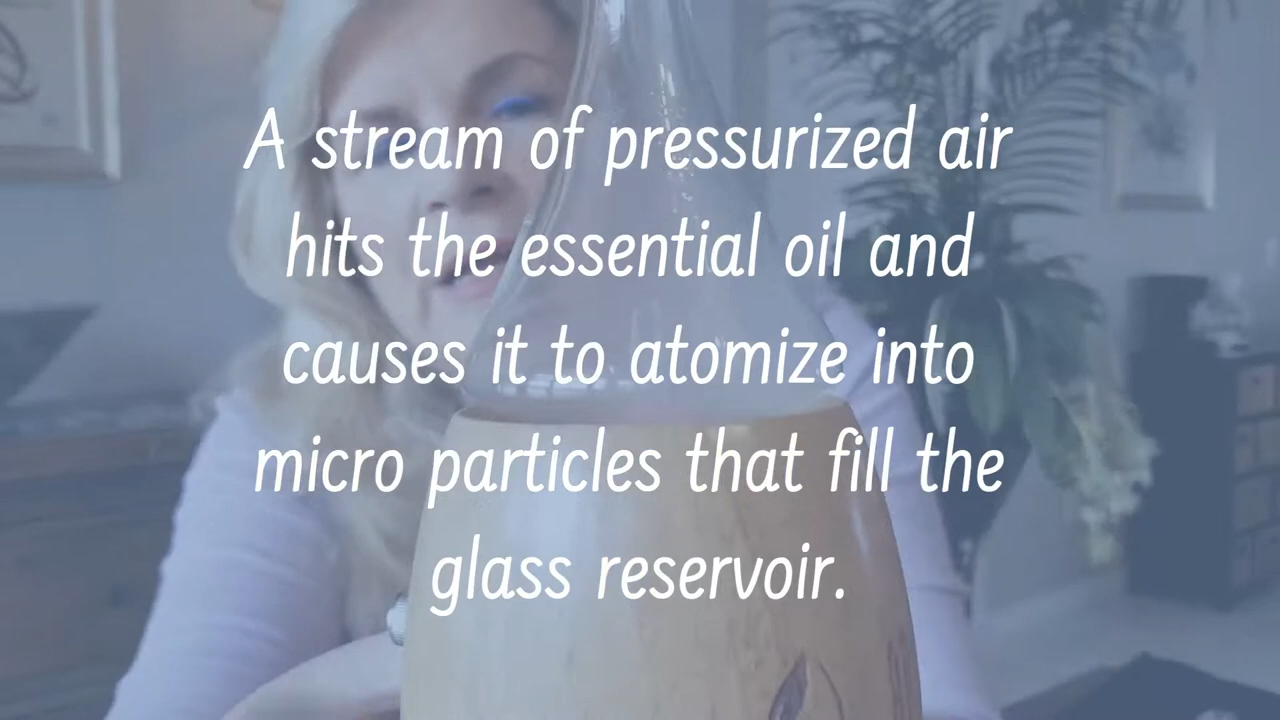 A stream of pressurized air
hits the essential oil and
causes it to atomize into
micro particles that fill the
glass reservoir.